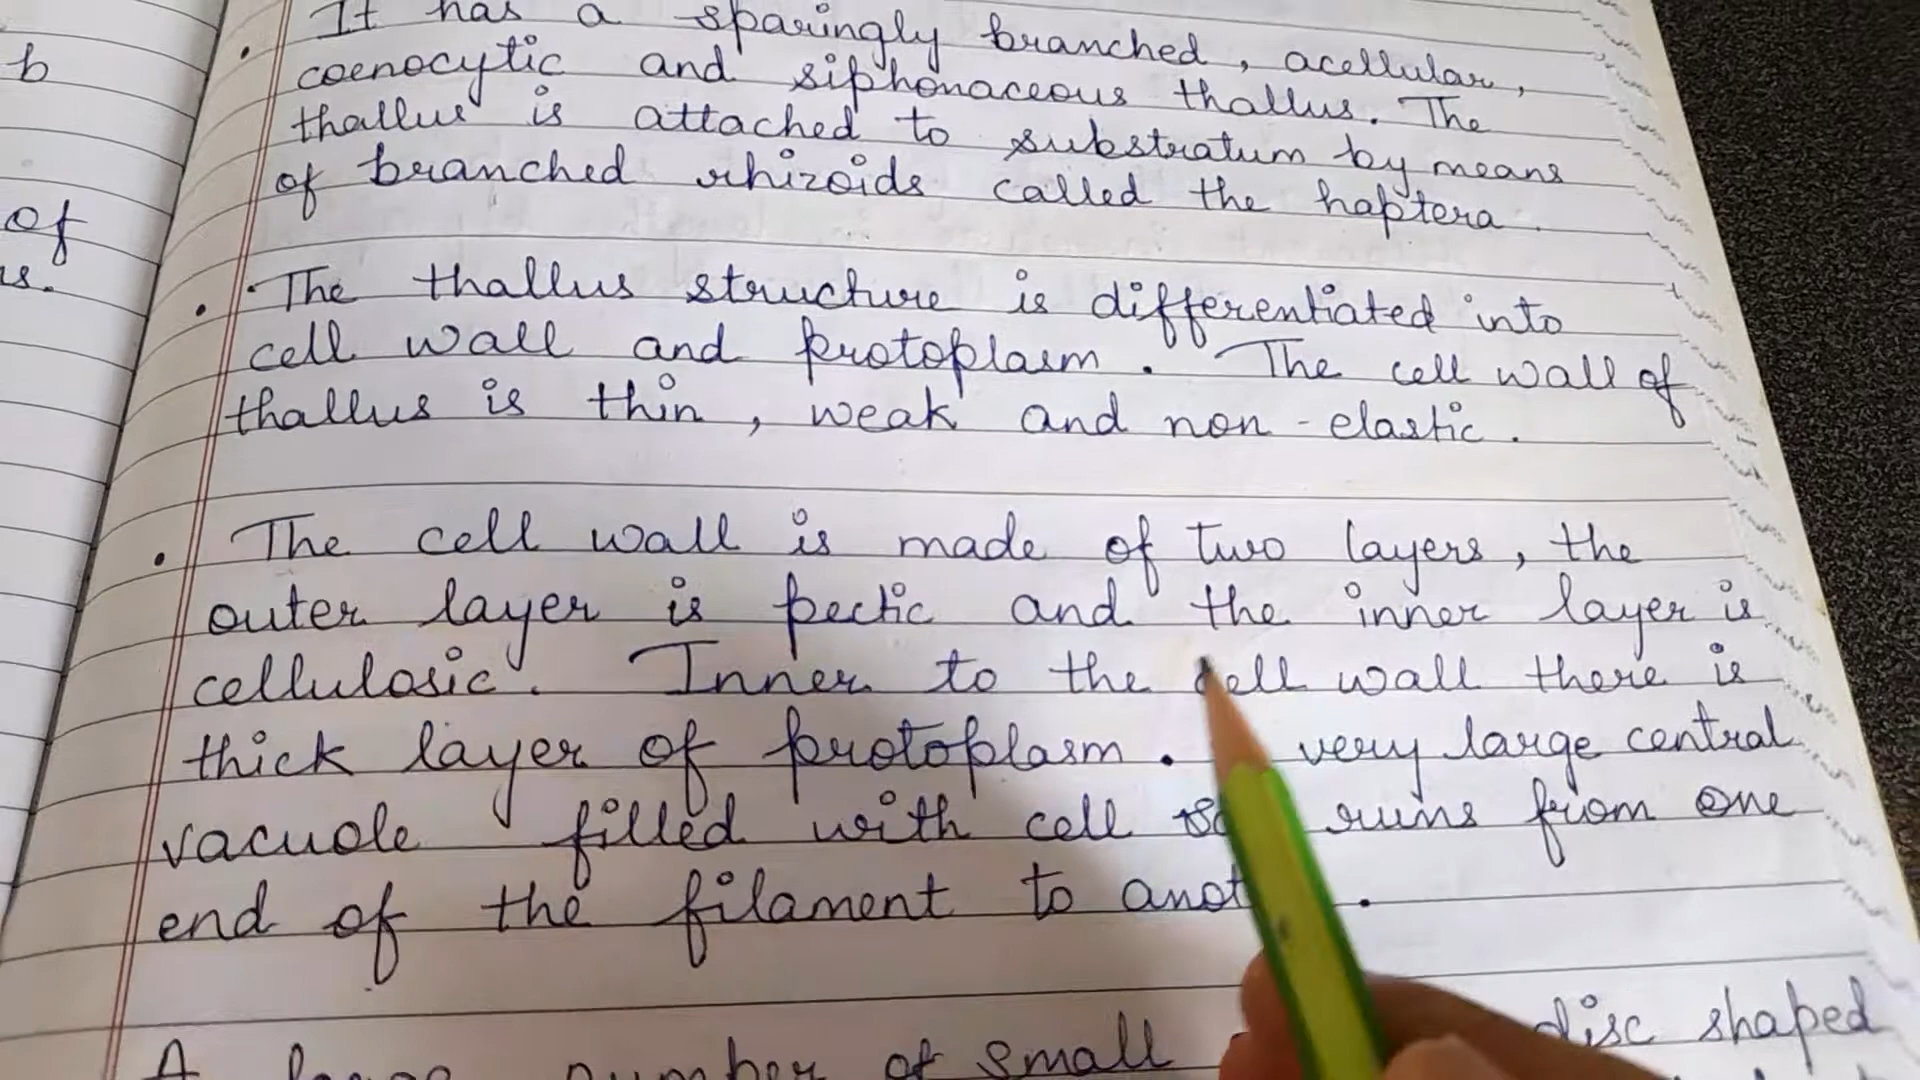 b
of
us.
It has a sparingly branched, acellular,
coenocytic and siphonaceous thallus. The
thallus is attached to substratum by means
of branched rhizoids called the haptera.
• The thallus structure is differentiated into
cell wall and protoplasm. The cell wall of
thallus is thin, weak and non-elastic.
• The cell wall is made of two layers, the
outer layer is pectic and the inner layer is
cellulosic. Inner to the cell wall there is
thick layer of protoplasm. very large central
vacuole filled with cell runs from one
end of the filament to
A large number of small disc shaped